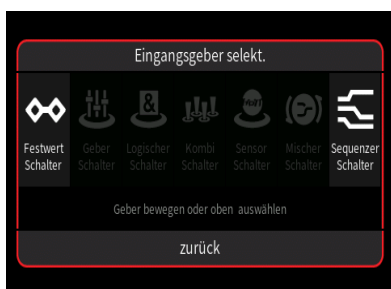 Eingangsgeber selekt.
&
Festwert Geber Logischer Kombi Sensor Mischer Sequenzer
Schalter Schalter Schalter Schalter Schalter Schalter Schalter
Geber bewegen oder oben auswählen
zurück